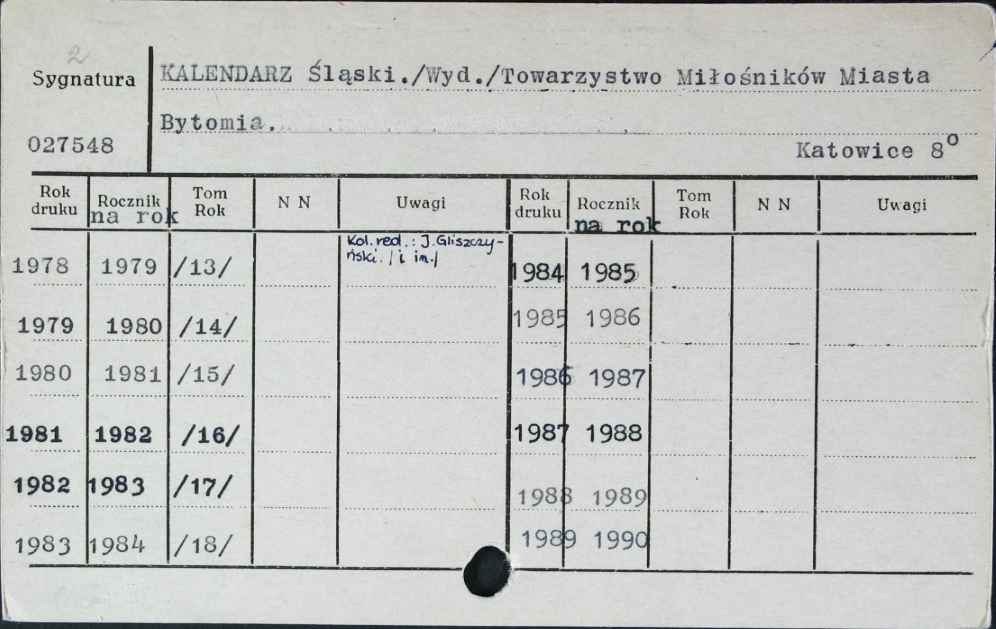 2
Sygnatura
KALENDARZ Śląski./Wyd./Towarzystwo Miłośników Miasta
Bytomia.
027548
Katowice 8⁰
Rok druku Rocznik na rok Tom Rok N N Uwagi Rok druku Rocznik na rok Tom Rok N N Uwagi
Kol. red.: J. Gliszczy-
ński. /i in./
1978 1979 /13/ 1984 1985
1979 1980 /14/ 1985 1986
1980 1981 /15/ 1986 1987
1981 1982 /16/ 1987 1988
1982 1983 /17/ 1988 1989
1983 1984 /18/ 1989 1990